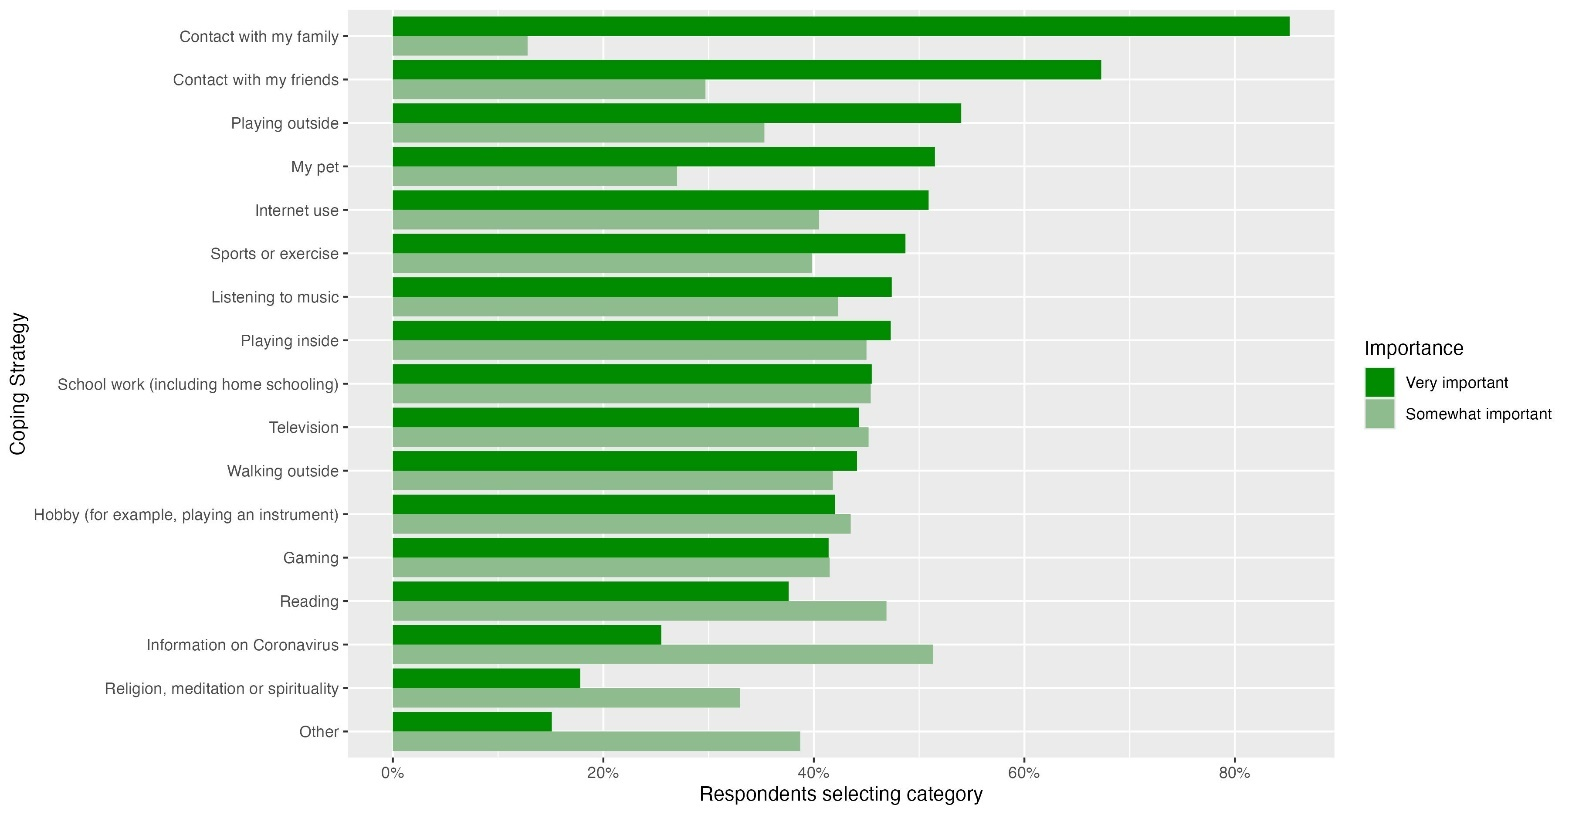 Contact with my family
Contact with my friends
Playing outside
My pet
Internet use
Sports or exercise
Listening to music
Playing inside
School work (including home schooling)
Television
Walking outside
Hobby (for example, playing an instrument)
Gaming
Reading
Information on Coronavirus
Religion, meditation or spirituality
Other
Coping Strategy
0% 20% 40% 60% 80%
Respondents selecting category
Importance
Very important
Somewhat important